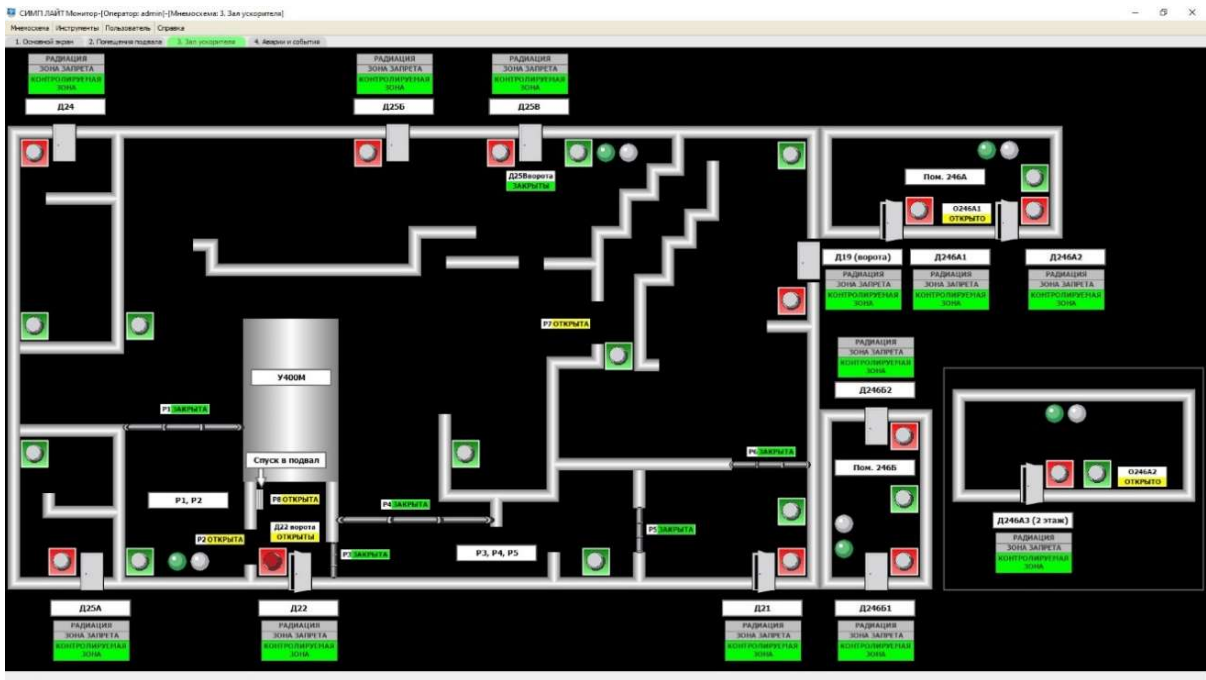 СИМП ЛАЙТ Монитор-[Оператор: admin]-[Мнемосхема: 3. Зал ускорителя]
Мнемосхема Инструменты Пользователь Справка
1. Основной экран 2. Помещения подвала 3. Зал ускорителя 4. Аварии и события
РАДИАЦИЯ
ЗОНА ЗАПРЕТА
КОНТРОЛИРУЕМАЯ
ЗОНА
Д24
РАДИАЦИЯ
ЗОНА ЗАПРЕТА
КОНТРОЛИРУЕМАЯ
ЗОНА
Д25Б
РАДИАЦИЯ
ЗОНА ЗАПРЕТА
КОНТРОЛИРУЕМАЯ
ЗОНА
Д25В
Д25Вворота
ЗАКРЫТЫ
Пом. 246А
О246А1
ОТКРЫТО
Д19 (ворота)
РАДИАЦИЯ
ЗОНА ЗАПРЕТА
КОНТРОЛИРУЕМАЯ
ЗОНА
Д246А1
РАДИАЦИЯ
ЗОНА ЗАПРЕТА
КОНТРОЛИРУЕМАЯ
ЗОНА
Д246А2
РАДИАЦИЯ
ЗОНА ЗАПРЕТА
КОНТРОЛИРУЕМАЯ
ЗОНА
Р7 ОТКРЫТА
РАДИАЦИЯ
ЗОНА ЗАПРЕТА
КОНТРОЛИРУЕМАЯ
ЗОНА
Д246Б2
У400М
Р1 ЗАКРЫТА
Спуск в подвал
Р6 ЗАКРЫТА
Пом. 246Б
О246А2
ОТКРЫТО
Р1, Р2
Р8 ОТКРЫТА
Р4 ЗАКРЫТА
Д22 ворота
ОТКРЫТЫ
Р2 ОТКРЫТА
Р5 ЗАКРЫТА
Р3 ЗАКРЫТА
Р3, Р4, Р5
Д246А3 (2 этаж)
РАДИАЦИЯ
ЗОНА ЗАПРЕТА
КОНТРОЛИРУЕМАЯ
ЗОНА
Д25А
РАДИАЦИЯ
ЗОНА ЗАПРЕТА
КОНТРОЛИРУЕМАЯ
ЗОНА
Д22
РАДИАЦИЯ
ЗОНА ЗАПРЕТА
КОНТРОЛИРУЕМАЯ
ЗОНА
Д21
РАДИАЦИЯ
ЗОНА ЗАПРЕТА
КОНТРОЛИРУЕМАЯ
ЗОНА
Д246Б1
РАДИАЦИЯ
ЗОНА ЗАПРЕТА
КОНТРОЛИРУЕМАЯ
ЗОНА